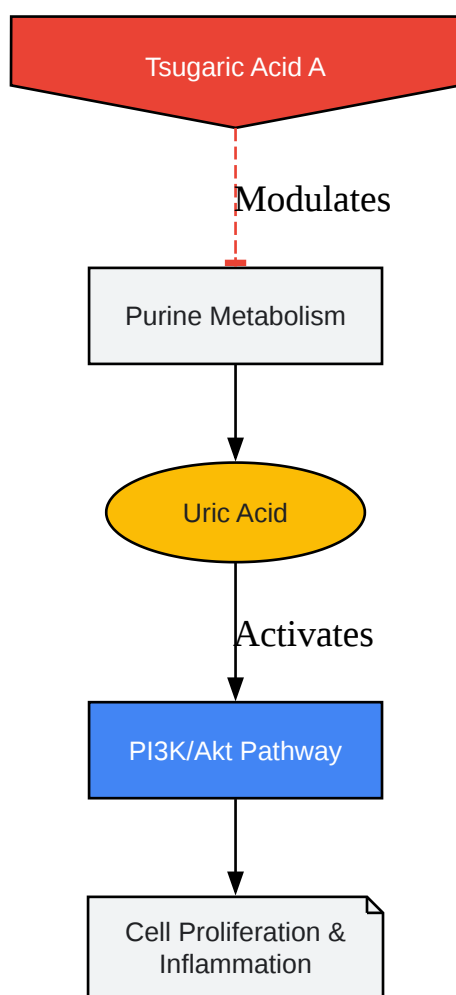 Tsugaric Acid A
Modulates
Purine Metabolism
Uric Acid
Activates
PI3K/Akt Pathway
Cell Proliferation &
Inflammation